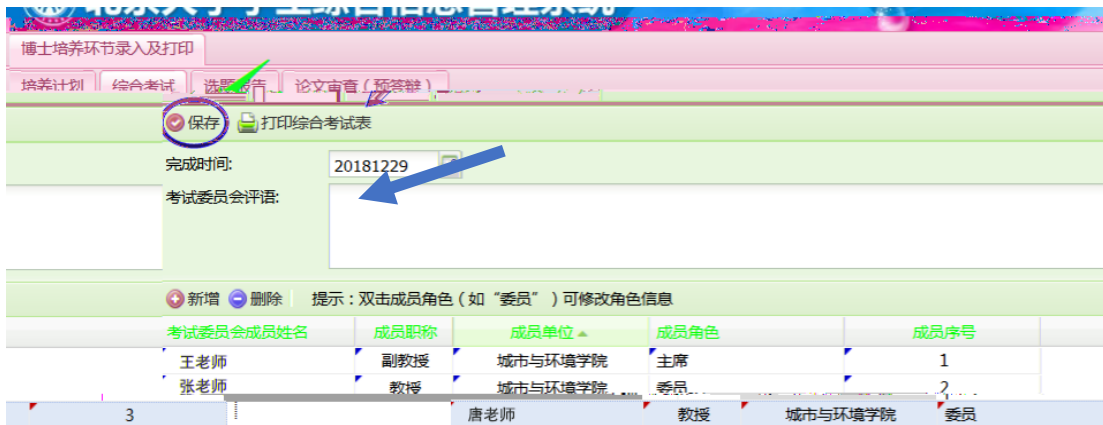 博士培养环节录入及打印
培养计划 综合考试 选题报告 论文审查（预答辩）
保存 打印综合考试表
完成时间: 20181229
考试委员会评语:
新增 删除 提示：双击成员角色（如“委员”）可修改角色信息
考试委员会成员姓名 成员职称 成员单位 成员角色 成员序号
王老师 副教授 城市与环境学院 主席 1
张老师 教授 城市与环境学院 委员 2
3 唐老师 教授 城市与环境学院 委员